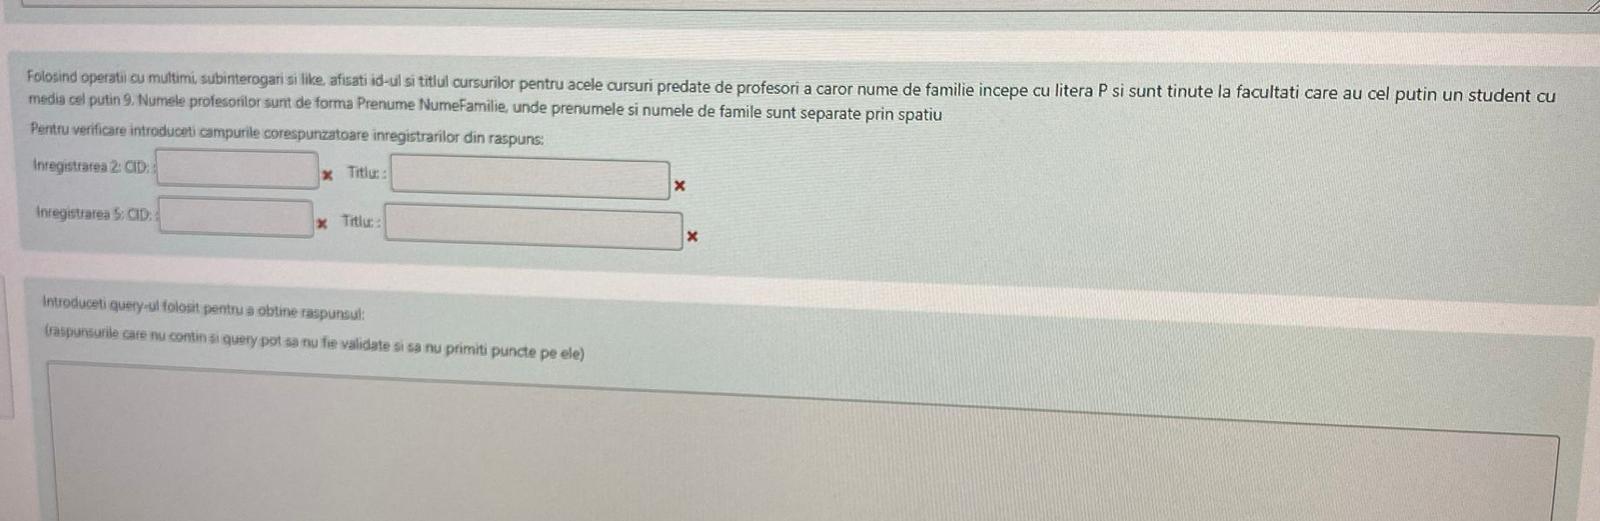 Folosind operatii cu multimi, subinterogari si like, afisati id-ul si titlul cursurilor pentru acele cursuri predate de profesori a caror nume de familie incepe cu litera P si sunt tinute la facultati care au cel putin un student cu
media cel putin 9. Numele profesorilor sunt de forma Prenume NumeFamilie, unde prenumele si numele de famile sunt separate prin spatiu
Pentru verificare introduceti campurile corespunzatoare inregistrarilor din raspuns:
Inregistrarea 2: CID: : Titlu: :
Inregistrarea 5: CID: : Titlu: :
Introduceti query-ul folosit pentru a obtine raspunsul:
(raspunsurile care nu contin si query pot sa nu fie validate si sa nu primiti puncte pe ele)